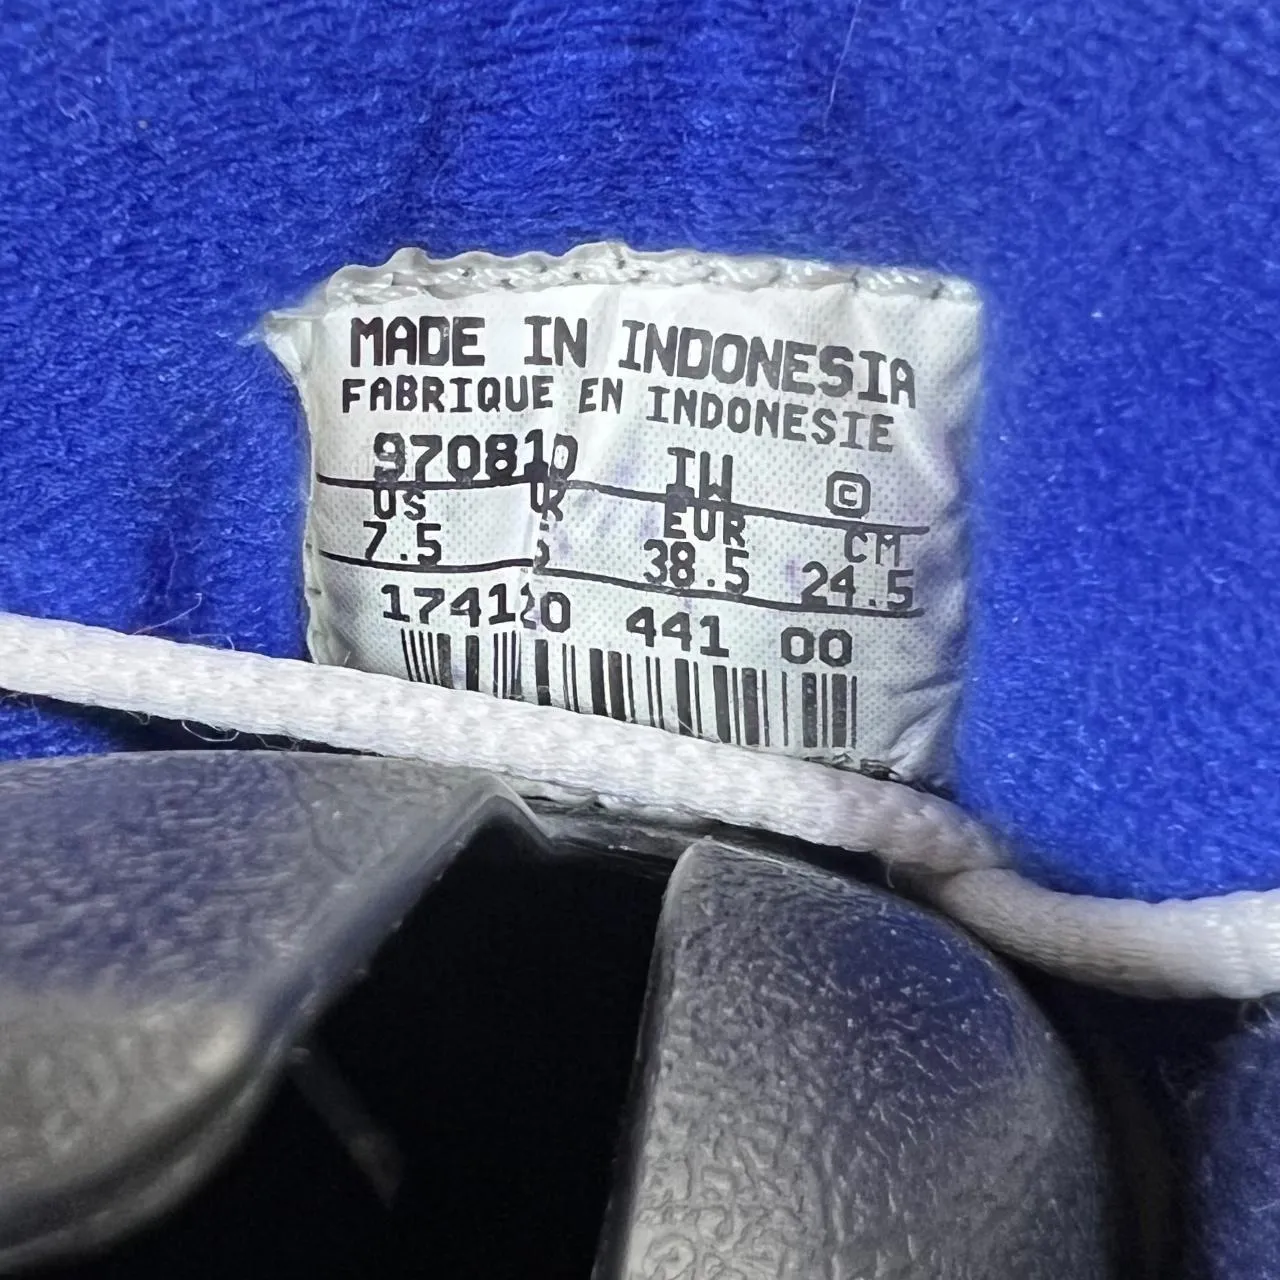 MADE IN INDONESIA
FABRIQUE EN INDONESIE
970810 IW ©
US UK EUR CM
7.5 5 38.5 24.5
174120 441 00